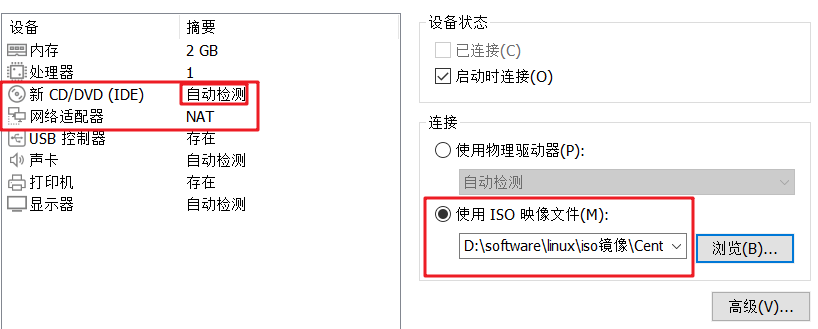 设备 摘要
内存 2 GB
处理器 1
新 CD/DVD (IDE) 自动检测
网络适配器 NAT
USB 控制器 存在
声卡 自动检测
打印机 存在
显示器 自动检测
设备状态
已连接(C)
启动时连接(O)
连接
使用物理驱动器(P):
自动检测
使用 ISO 映像文件(M):
D:\software\linux\iso镜像\Cent
浏览(B)...
高级(V)...